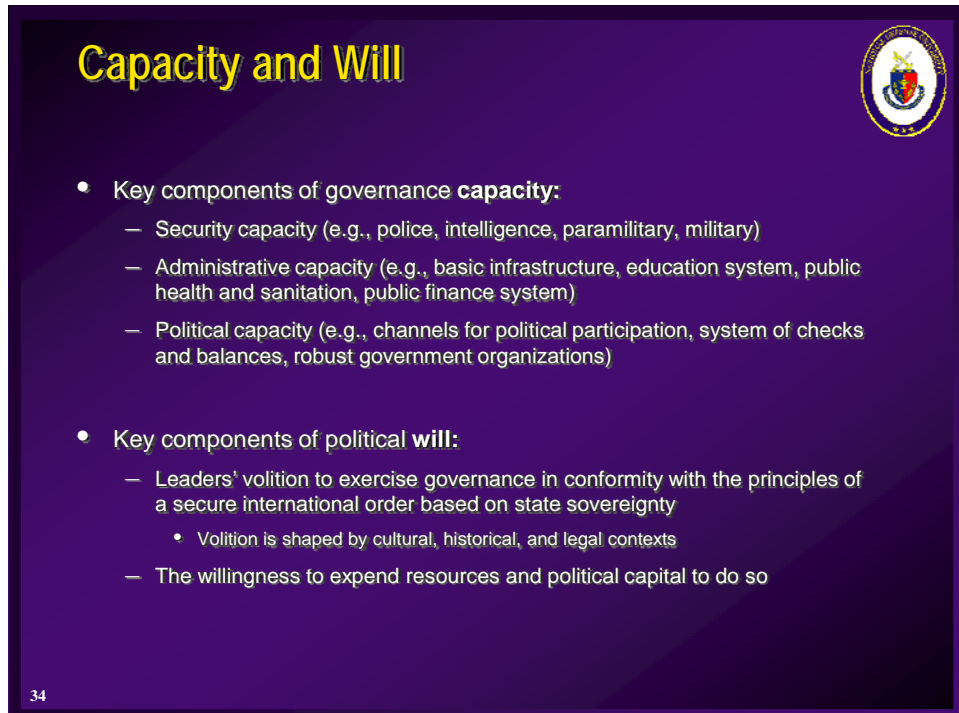 Capacity and Will
• Key components of governance capacity:
– Security capacity (e.g., police, intelligence, paramilitary, military)
– Administrative capacity (e.g., basic infrastructure, education system, public
health and sanitation, public finance system)
– Political capacity (e.g., channels for political participation, system of checks
and balances, robust government organizations)
• Key components of political will:
– Leaders’ volition to exercise governance in conformity with the principles of
a secure international order based on state sovereignty
• Volition is shaped by cultural, historical, and legal contexts
– The willingness to expend resources and political capital to do so
34